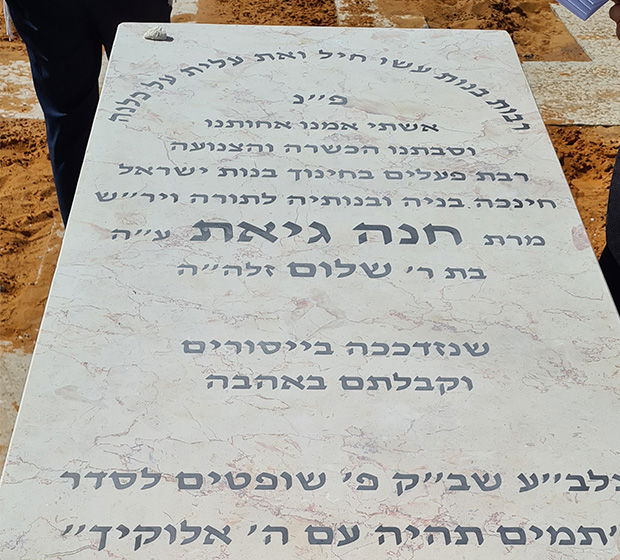 רבות בנות עשו חיל ואת עלית על כלנה
פ״נ
אשתי אמנו אחותנו
וסבתנו הכשרה והצנועה
רבת פעלים בחינוך בנות ישראל
חינכה בניה ובנותיה לתורה ויר״ש
מרת חנה גיאת ע״ה
בת ר׳ שלום זלה״ה
שנזדככה בייסורים
וקבלתם באהבה
נלב״ע שב״ק פ׳ שופטים לסדר
״תמים תהיה עם ה׳ אלוקיך״